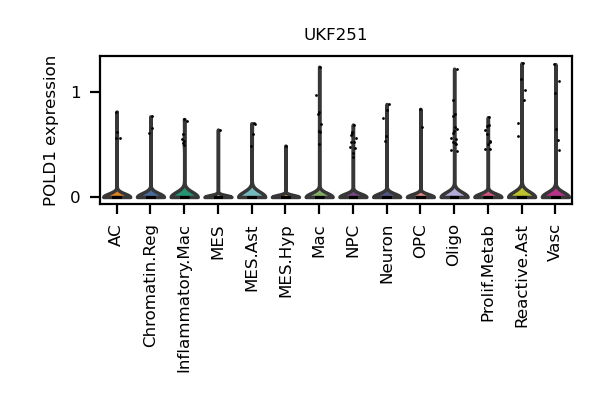 UKF251
POLD1 expression
1
0
AC
Chromatin.Reg
Inflammatory.Mac
MES
MES.Ast
MES.Hyp
Mac
NPC
Neuron
OPC
Oligo
Prolif.Metab
Reactive.Ast
Vasc